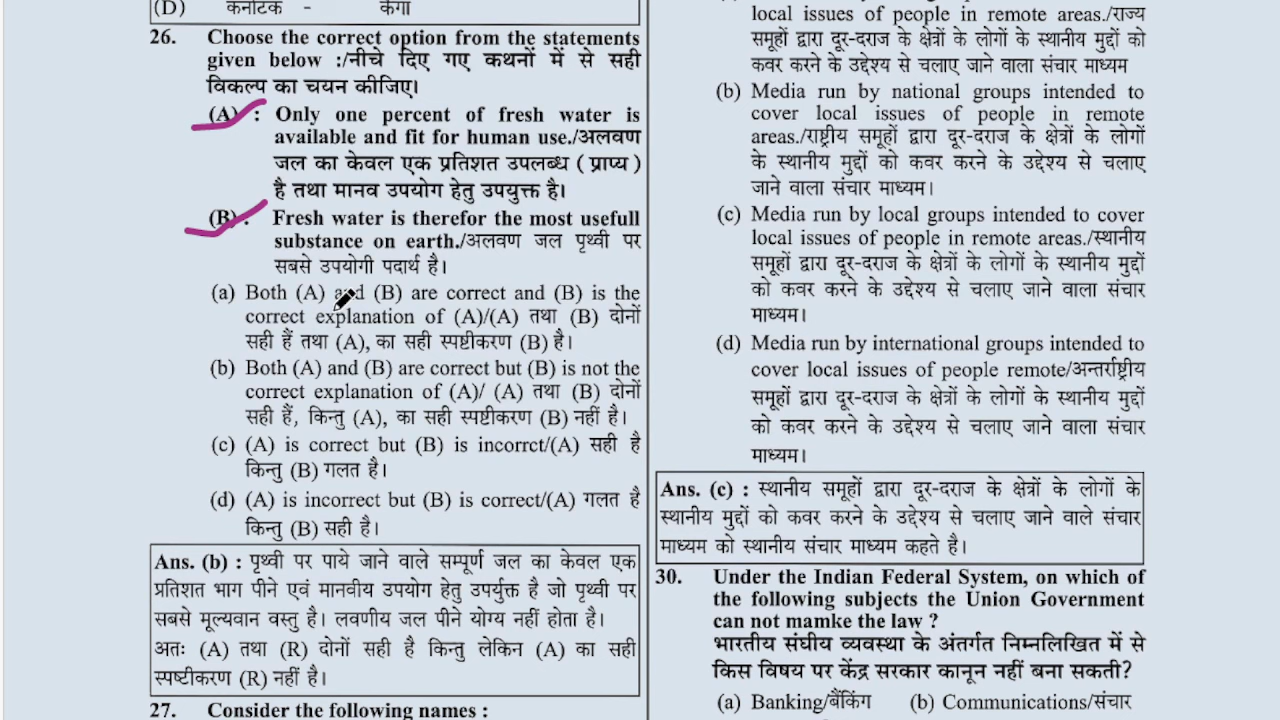 (D) कर्नाटक - केंगा
26. Choose the correct option from the statements
given below :/नीचे दिए गए कथनों में से सही
विकल्प का चयन कीजिए।
(A) : Only one percent of fresh water is
available and fit for human use./अलवण
जल का केवल एक प्रतिशत उपलब्ध ( प्राप्य )
है तथा मानव उपयोग हेतु उपयुक्त है।
(B) : Fresh water is therefor the most usefull
substance on earth./अलवण जल पृथ्वी पर
सबसे उपयोगी पदार्थ है।
(a) Both (A) and (B) are correct and (B) is the
correct explanation of (A)/(A) तथा (B) दोनों
सही हैं तथा (A), का सही स्पष्टीकरण (B) है।
(b) Both (A) and (B) are correct but (B) is not the
correct explanation of (A)/ (A) तथा (B) दोनों
सही हैं, किन्तु (A), का सही स्पष्टीकरण (B) नहीं है।
(c) (A) is correct but (B) is incorrct/(A) सही है
किन्तु (B) गलत है।
(d) (A) is incorrect but (B) is correct/(A) गलत है
किन्तु (B) सही है।
Ans. (b) : पृथ्वी पर पाये जाने वाले सम्पूर्ण जल का केवल एक
प्रतिशत भाग पीने एवं मानवीय उपयोग हेतु उपर्युक्त है जो पृथ्वी पर
सबसे मूल्यवान वस्तु है। लवणीय जल पीने योग्य नहीं होता है।
अतः (A) तथा (R) दोनों सही है किन्तु लेकिन (A) का सही
स्पष्टीकरण (R) नहीं है।
27. Consider the following names :
local issues of people in remote areas./राज्य
समूहों द्वारा दूर-दराज के क्षेत्रों के लोगों के स्थानीय मुद्दों को
कवर करने के उद्देश्य से चलाए जाने वाला संचार माध्यम
(b) Media run by national groups intended to
cover local issues of people in remote
areas./राष्ट्रीय समूहों द्वारा दूर-दराज के क्षेत्रों के लोगों
के स्थानीय मुद्दों को कवर करने के उद्देश्य से चलाए
जाने वाला संचार माध्यम।
(c) Media run by local groups intended to cover
local issues of people in remote areas./स्थानीय
समूहों द्वारा दूर-दराज के क्षेत्रों के लोगों के स्थानीय मुद्दों
को कवर करने के उद्देश्य से चलाए जाने वाला संचार
माध्यम।
(d) Media run by international groups intended to
cover local issues of people remote/अन्तर्राष्ट्रीय
समूहों द्वारा दूर-दराज के क्षेत्रों के लोगों के स्थानीय मुद्दों
को कवर करने के उद्देश्य से चलाए जाने वाला संचार
माध्यम।
Ans. (c) : स्थानीय समूहों द्वारा दूर-दराज के क्षेत्रों के लोगों के
स्थानीय मुद्दों को कवर करने के उद्देश्य से चलाए जाने वाले संचार
माध्यम को स्थानीय संचार माध्यम कहते है।
30. Under the Indian Federal System, on which of
the following subjects the Union Government
can not mamke the law ?
भारतीय संघीय व्यवस्था के अंतर्गत निम्नलिखित में से
किस विषय पर केंद्र सरकार कानून नहीं बना सकती?
(a) Banking/बैंकिंग (b) Communications/संचार